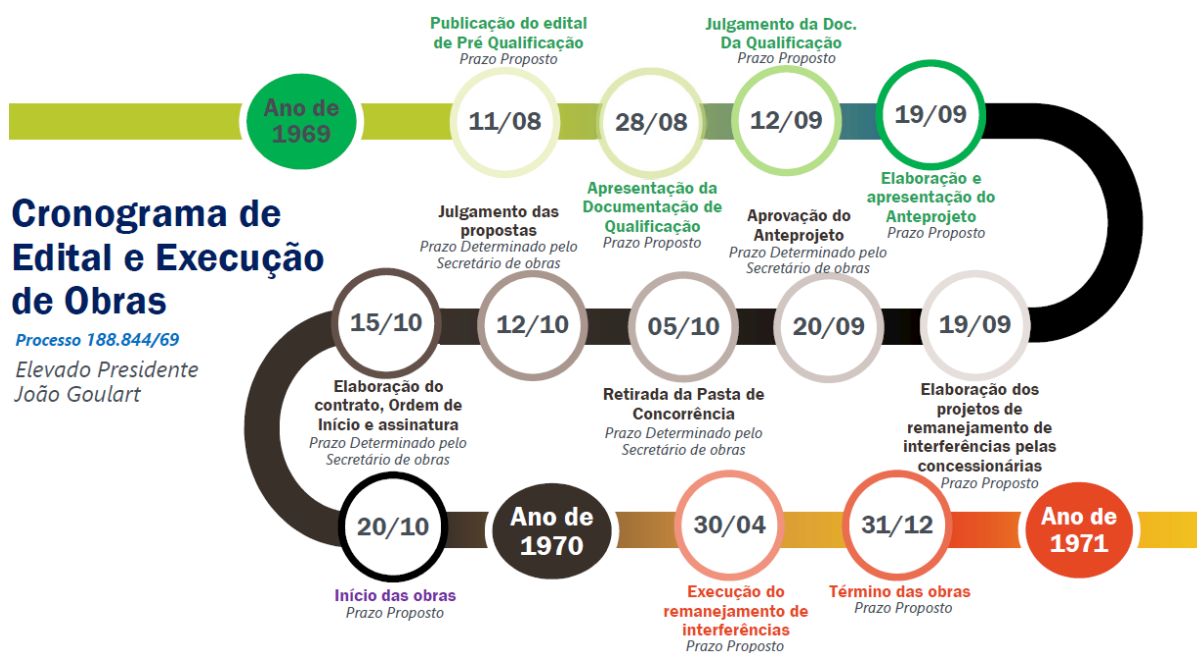 Cronograma de
Edital e Execução
de Obras
Processo 188.844/69
Elevado Presidente
João Goulart
Ano de
1969
Publicação do edital
de Pré Qualificação
Prazo Proposto
11/08
28/08
Apresentação da
Documentação de
Qualificação
Prazo Proposto
Julgamento da Doc.
Da Qualificação
Prazo Proposto
12/09
19/09
Elaboração e
apresentação do
Anteprojeto
Prazo Proposto
19/09
Elaboração dos
projetos de
remanejamento de
interferências pelas
concessionárias
Prazo Proposto
Aprovação do
Anteprojeto
Prazo Determinado pelo
Secretário de obras
20/09
05/10
Retirada da Pasta de
Concorrência
Prazo Determinado pelo
Secretário de obras
Julgamento das
propostas
Prazo Determinado pelo
Secretário de obras
12/10
15/10
Elaboração do
contrato, Ordem de
Início e assinatura
Prazo Determinado pelo
Secretário de obras
20/10
Início das obras
Prazo Proposto
Ano de
1970
30/04
Execução do
remanejamento de
interferências
Prazo Proposto
31/12
Término das obras
Prazo Proposto
Ano de
1971